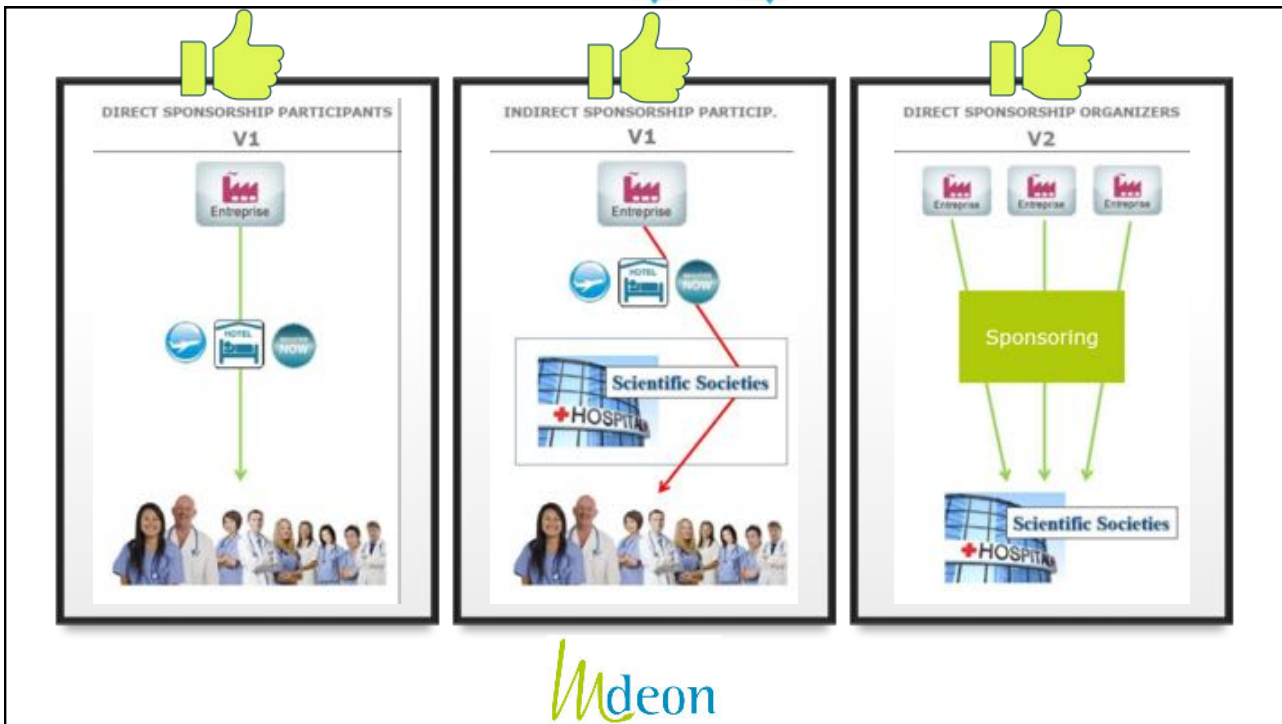 DIRECT SPONSORSHIP PARTICIPANTS
V1
Entreprise
HOTEL
NOW
INDIRECT SPONSORSHIP PARTICIP.
V1
Entreprise
HOTEL
NOW
Scientific Societies
HOSPITAL
DIRECT SPONSORSHIP ORGANIZERS
V2
Entreprise
Entreprise
Entreprise
Sponsoring
Scientific Societies
HOSPITAL
Mdeon